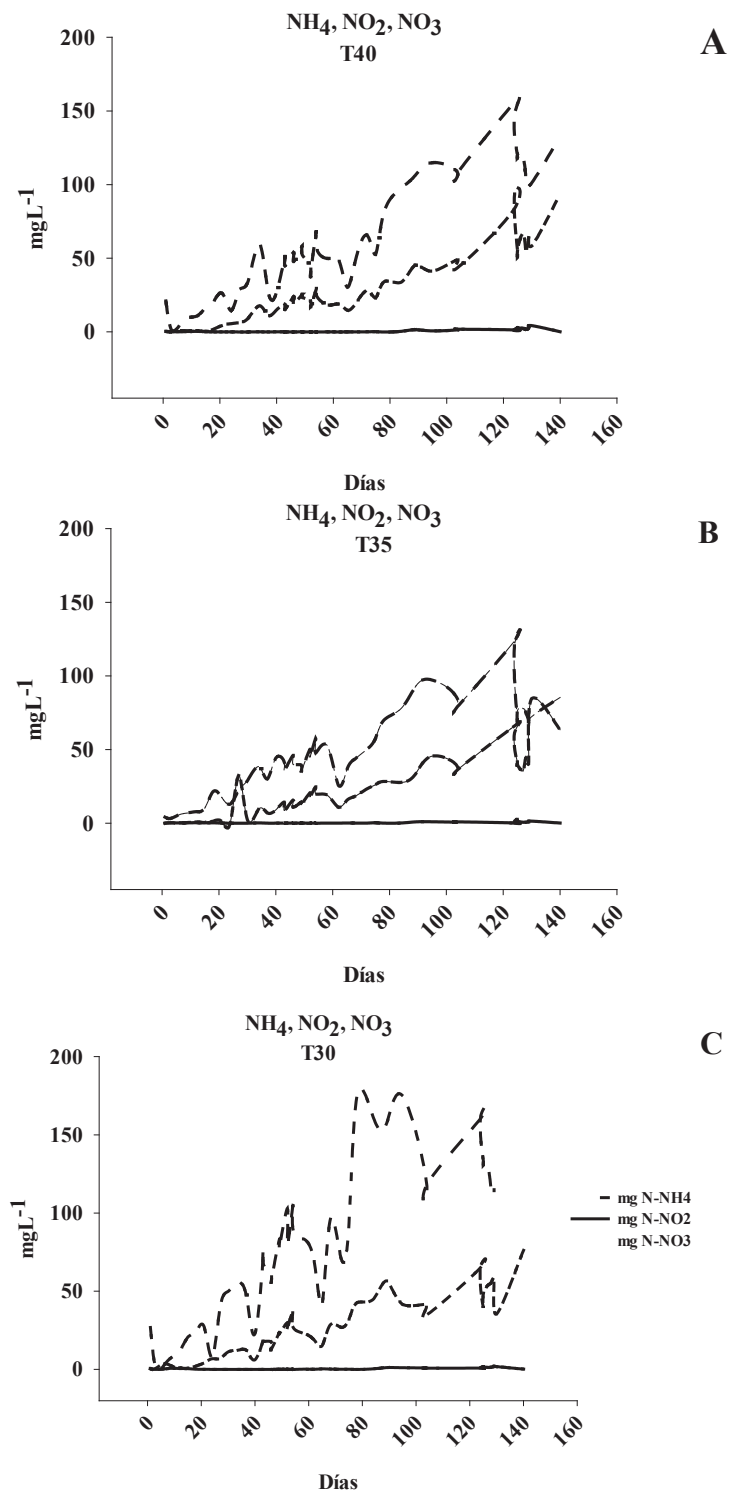 NH4, NO2, NO3
T40
A
200
150
100
50
0
mgL-1
0 20 40 60 80 100 120 140 160
Días
NH4, NO2, NO3
T35
B
200
150
100
50
0
mgL-1
0 20 40 60 80 100 120 140 160
Días
NH4, NO2, NO3
T30
C
200
150
100
50
0
mgL-1
mg N-NH4
mg N-NO2
mg N-NO3
0 20 40 60 80 100 120 140 160
Días